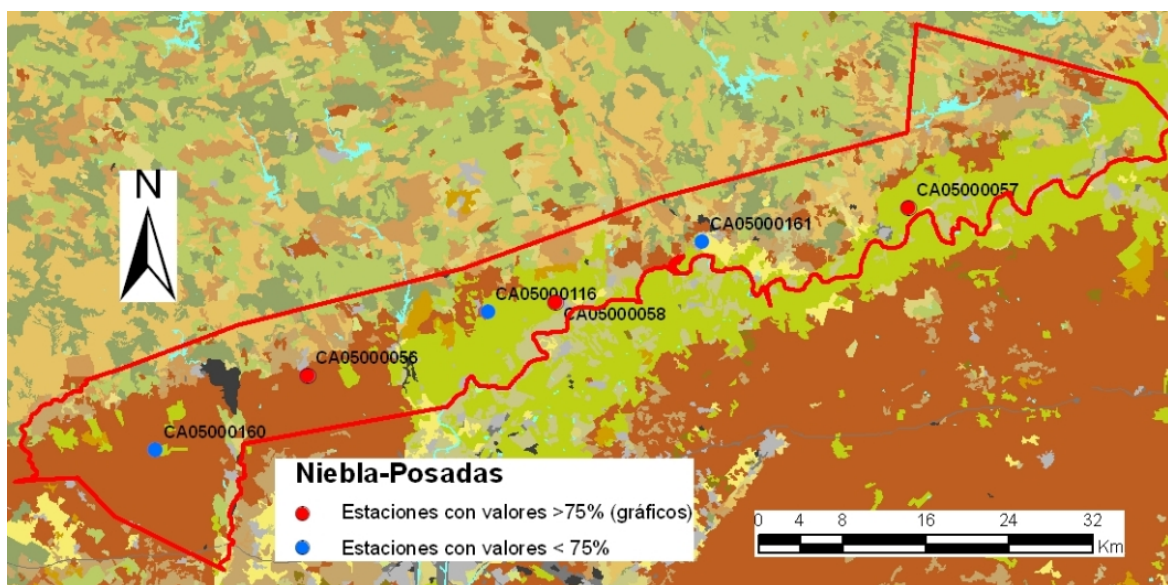 N
CA05000057
CA05000161
CA05000116
CA05000058
CA05000056
CA05000160
Niebla-Posadas
Estaciones con valores >75% (gráficos)
Estaciones con valores < 75%
0 4 8 16 24 32
Km